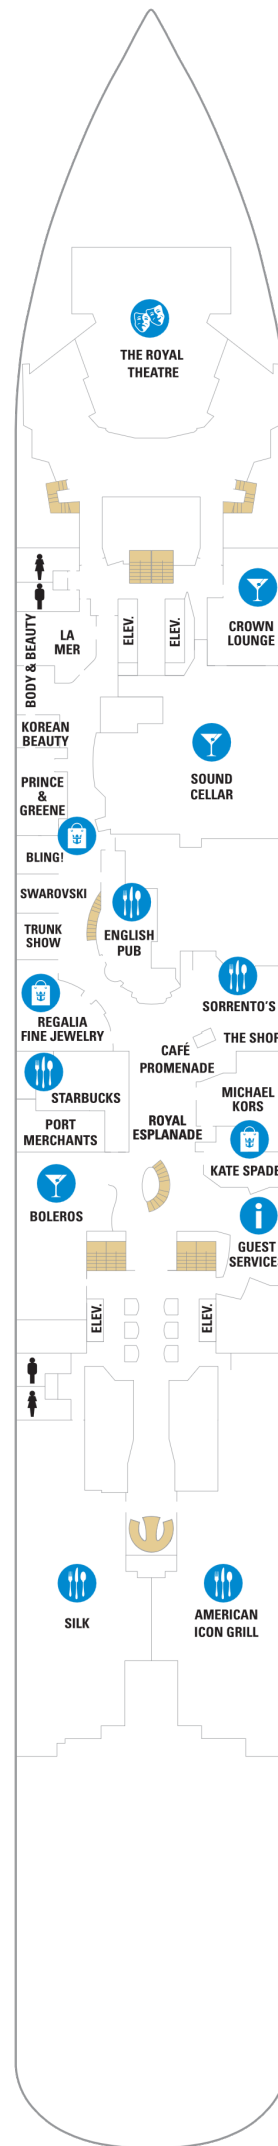 THE ROYAL
THEATRE
CROWN
LOUNGE
ELEV.
ELEV.
LA
MER
BODY & BEAUTY
KOREAN
BEAUTY
SOUND
CELLAR
PRINCE
&
GREENE
BLING!
SWAROVSKI
TRUNK
SHOW
ENGLISH
PUB
SORRENTO'S
REGALIA
FINE JEWELRY
THE SHOP
CAFÉ
PROMENADE
STARBUCKS
MICHAEL
KORS
PORT
MERCHANTS
ROYAL
ESPLANADE
KATE SPADE
BOLEROS
GUEST
SERVICES
ELEV.
ELEV.
SILK
AMERICAN
ICON GRILL